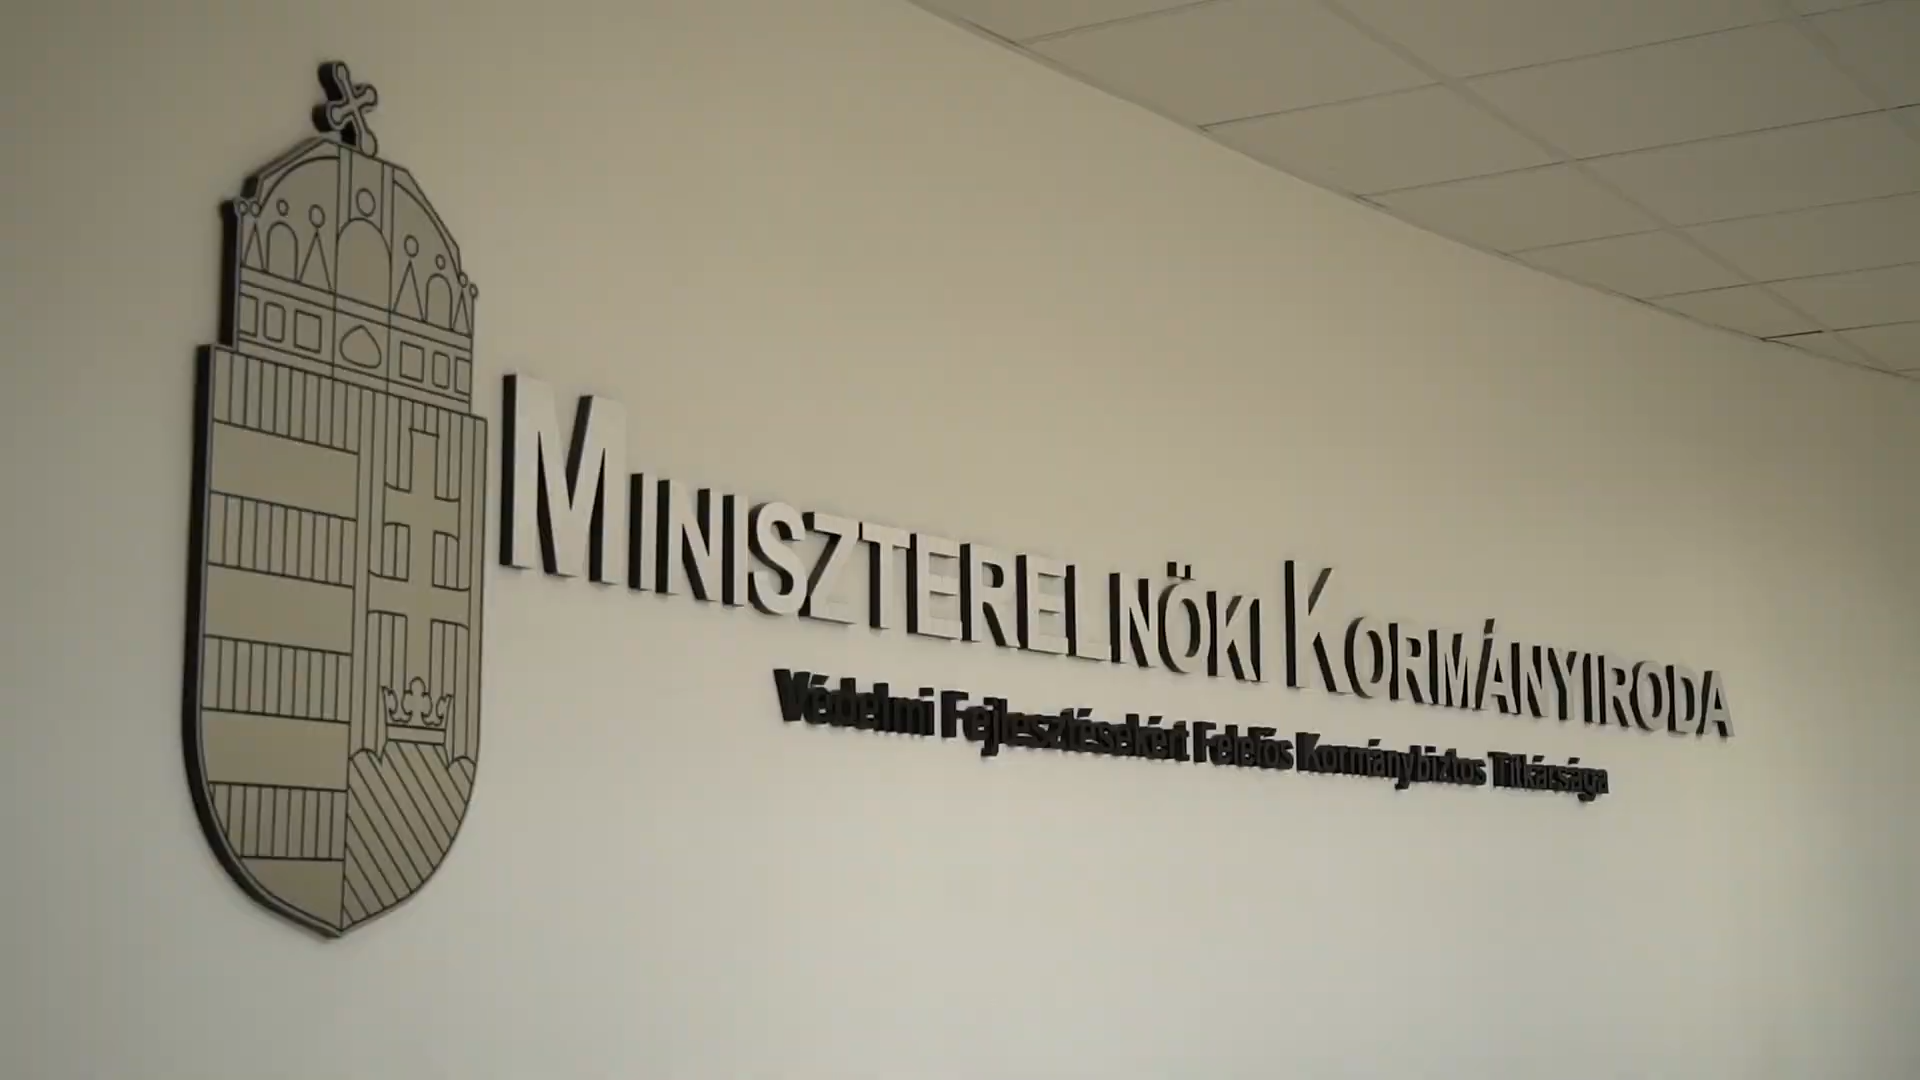 MINISZTERELNÖKI KORMÁNYIRODA
Védelmi Fejlesztésekért Felelős Kormánybiztos Titkársága